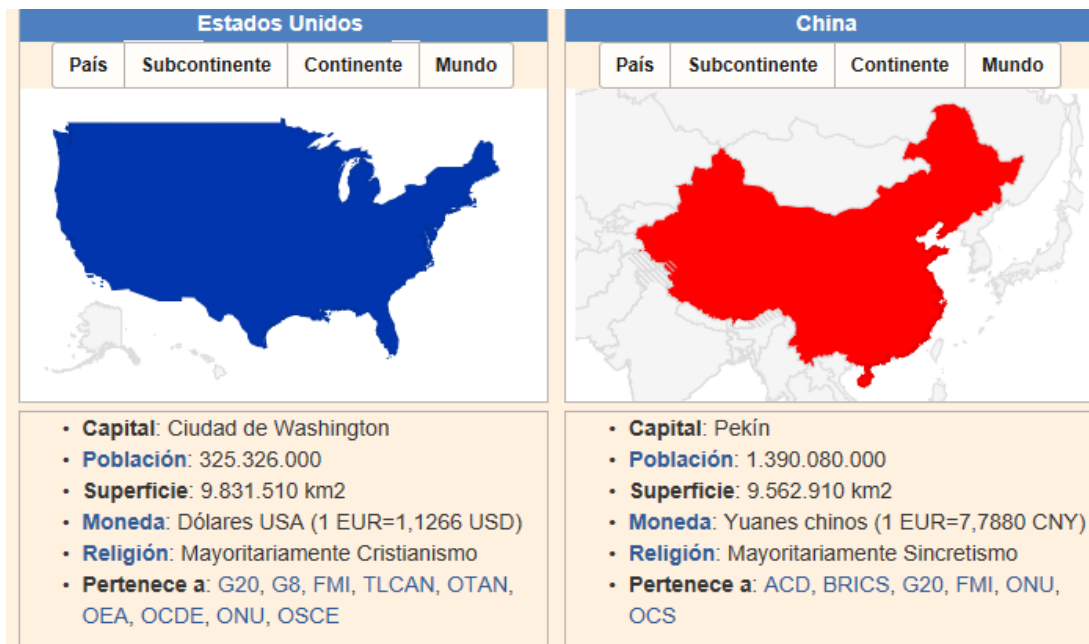 Estados Unidos
País Subcontinente Continente Mundo
• Capital: Ciudad de Washington
• Población: 325.326.000
• Superficie: 9.831.510 km2
• Moneda: Dólares USA (1 EUR=1,1266 USD)
• Religión: Mayoritariamente Cristianismo
• Pertenece a: G20, G8, FMI, TLCAN, OTAN,
OEA, OCDE, ONU, OSCE
China
País Subcontinente Continente Mundo
• Capital: Pekín
• Población: 1.390.080.000
• Superficie: 9.562.910 km2
• Moneda: Yuanes chinos (1 EUR=7,7880 CNY)
• Religión: Mayoritariamente Sincretismo
• Pertenece a: ACD, BRICS, G20, FMI, ONU,
OCS